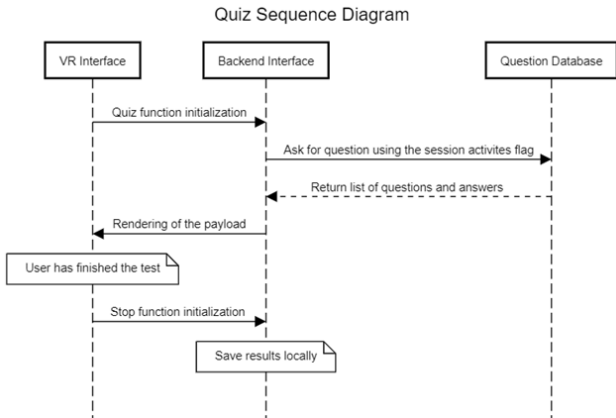 Quiz Sequence Diagram
VR Interface
Backend Interface
Question Database
Quiz function initialization
Ask for question using the session activites flag
Return list of questions and answers
Rendering of the payload
User has finished the test
Stop function initialization
Save results locally